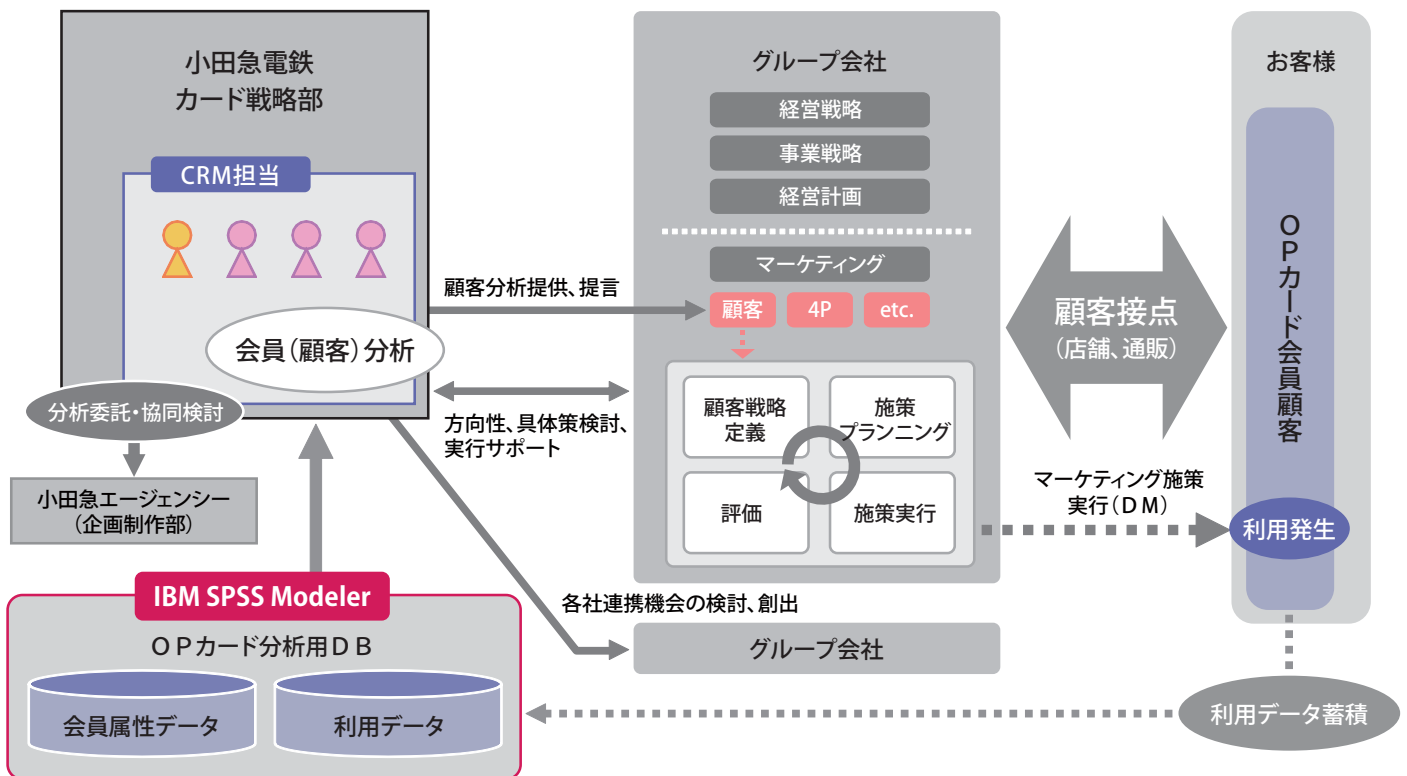 小田急電鉄
カード戦略部
CRM担当
会員（顧客）分析
分析委託・協同検討
小田急エージェンシー
（企画制作部）
IBM SPSS Modeler
OPカード分析用DB
会員属性データ
利用データ
顧客分析提供、提言
方向性、具体策検討、
実行サポート
各社連携機会の検討、創出
グループ会社
経営戦略
事業戦略
経営計画
マーケティング
顧客
4P
etc.
顧客戦略
定義
施策
プランニング
評価
施策実行
グループ会社
顧客接点
（店舗、通販）
マーケティング施策
実行（DM）
お客様
OPカード会員顧客
利用発生
利用データ蓄積